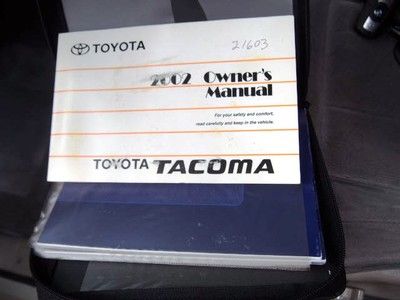 TOYOTA
21603
2002 Owner's
Manual
For your safety and comfort,
read carefully and keep in the vehicle.
TOYOTA TACOMA